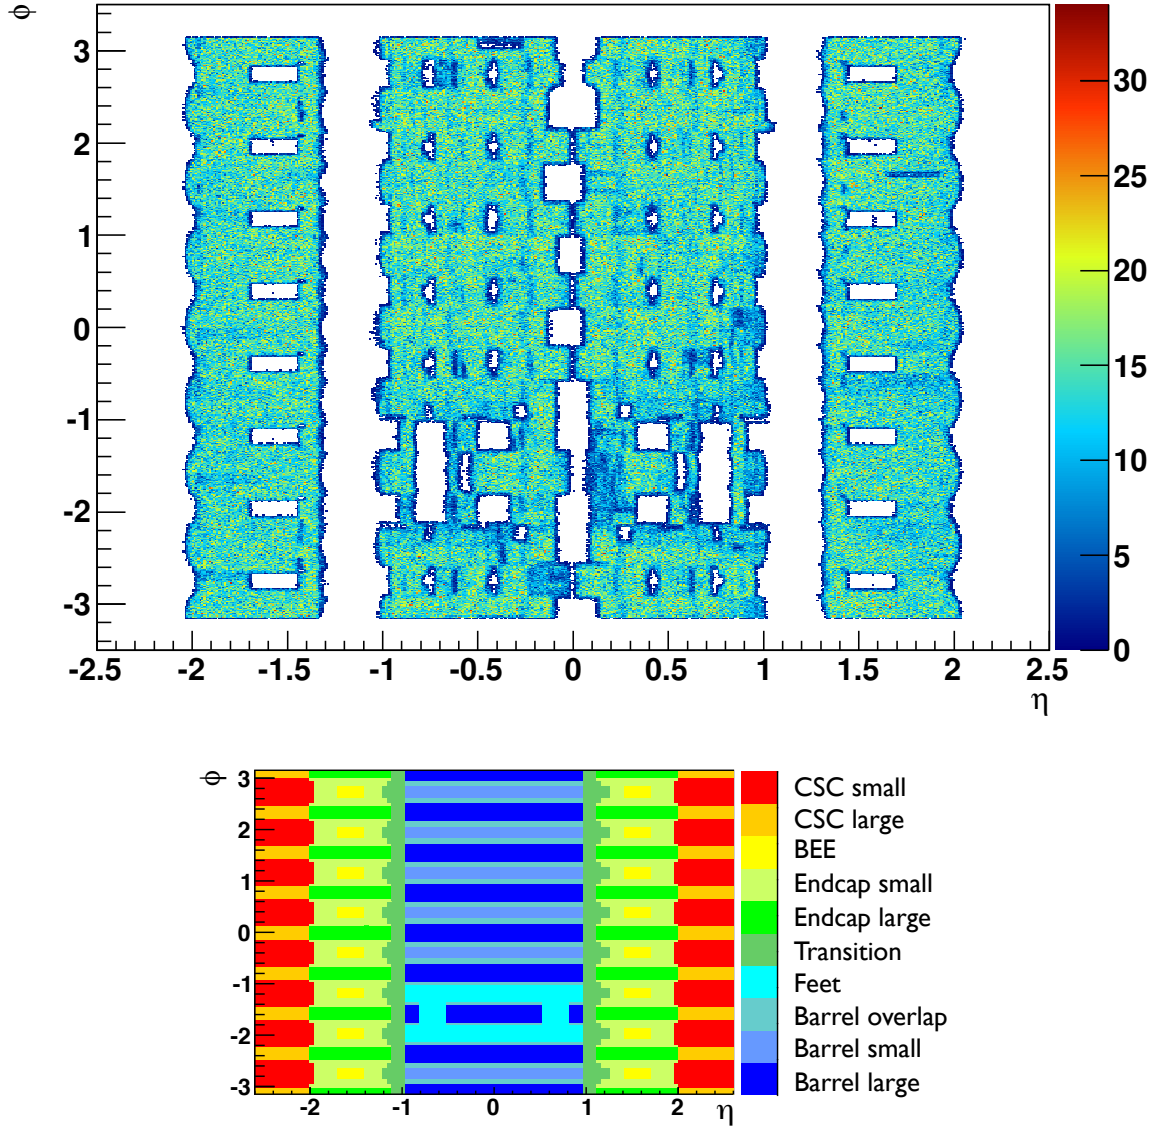 ϕ
3
2
1
0
-1
-2
-3
-2.5 -2 -1.5 -1 -0.5 0 0.5 1 1.5 2 2.5
η
30
25
20
15
10
5
0
ϕ
3
2
1
0
-1
-2
-3
-2 -1 0 1 2
η
CSC small
CSC large
BEE
Endcap small
Endcap large
Transition
Feet
Barrel overlap
Barrel small
Barrel large